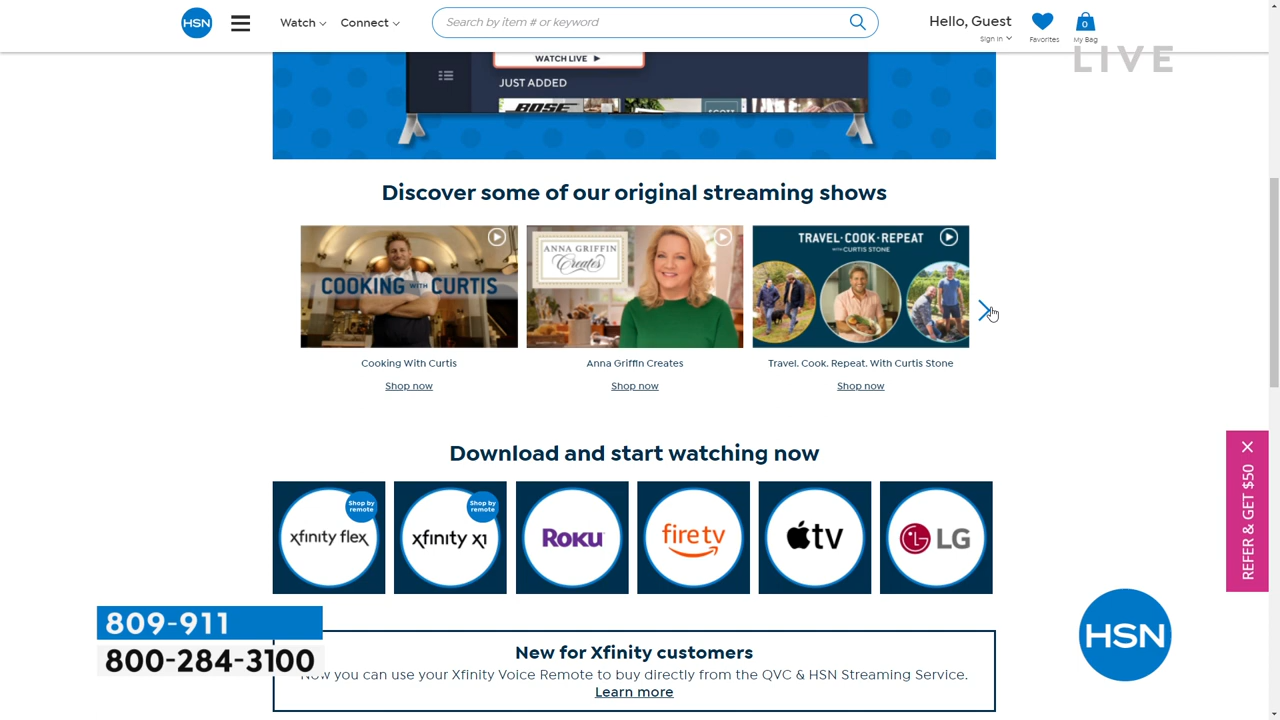 HSN
Watch
Connect
Search by item # or keyword
Hello, Guest
Sign In
Favorites
0
My Bag
LIVE
WATCH LIVE
JUST ADDED
BOSE
Discover some of our original streaming shows
COOKING WITH CURTIS
ANNA GRIFFIN
Creates
TRAVEL·COOK·REPEAT
WITH CURTIS STONE
Cooking With Curtis
Anna Griffin Creates
Travel. Cook. Repeat. With Curtis Stone
Shop now
Shop now
Shop now
Download and start watching now
Shop by
remote
xfinity flex
Shop by
remote
xfinity x1
Roku
fire tv
tv
LG
REFER & GET $50
809-911
800-284-3100
HSN
New for Xfinity customers
Now you can use your Xfinity Voice Remote to buy directly from the QVC & HSN Streaming Service.
Learn more